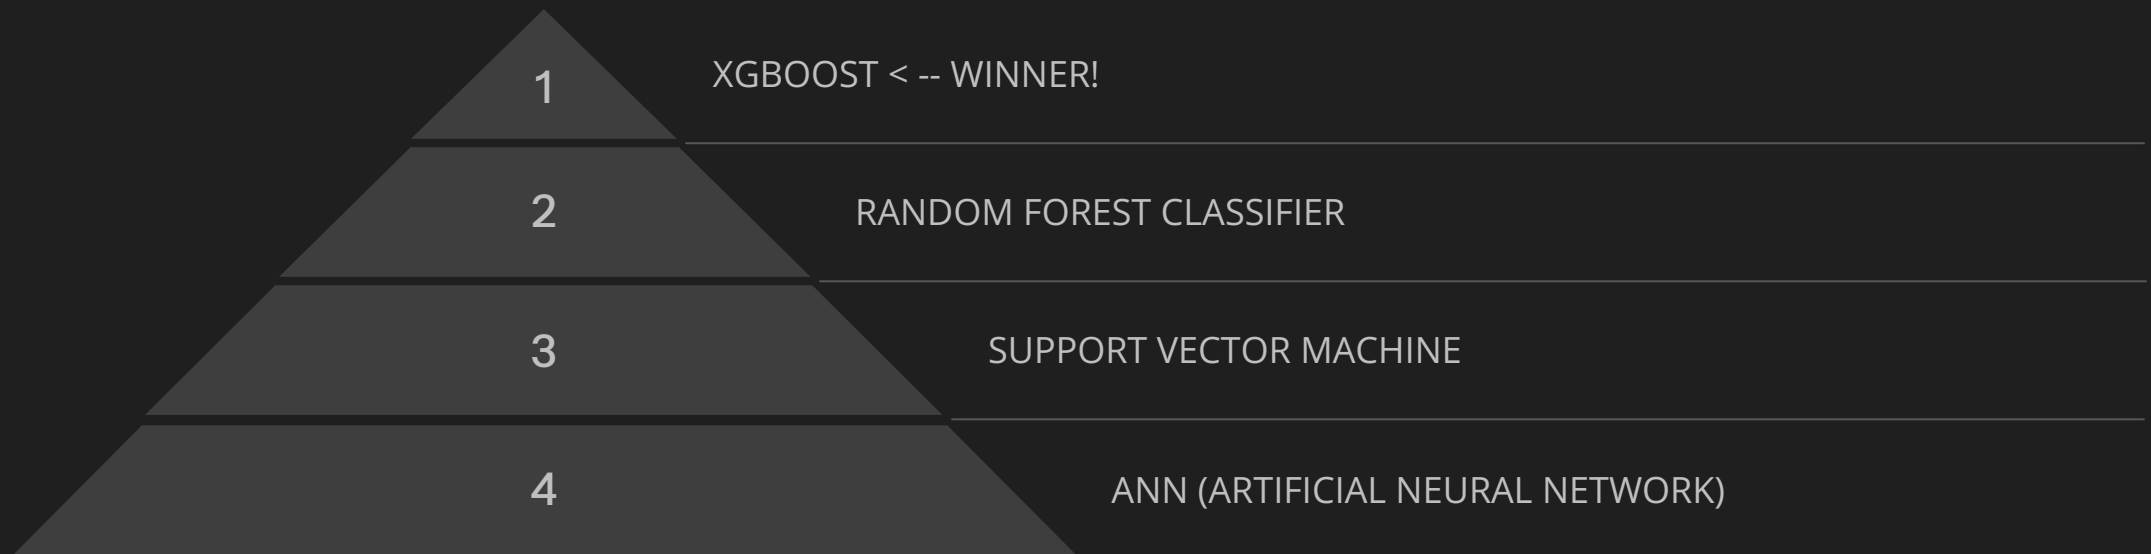 1
XGBOOST < -- WINNER!
2
RANDOM FOREST CLASSIFIER
3
SUPPORT VECTOR MACHINE
4
ANN (ARTIFICIAL NEURAL NETWORK)